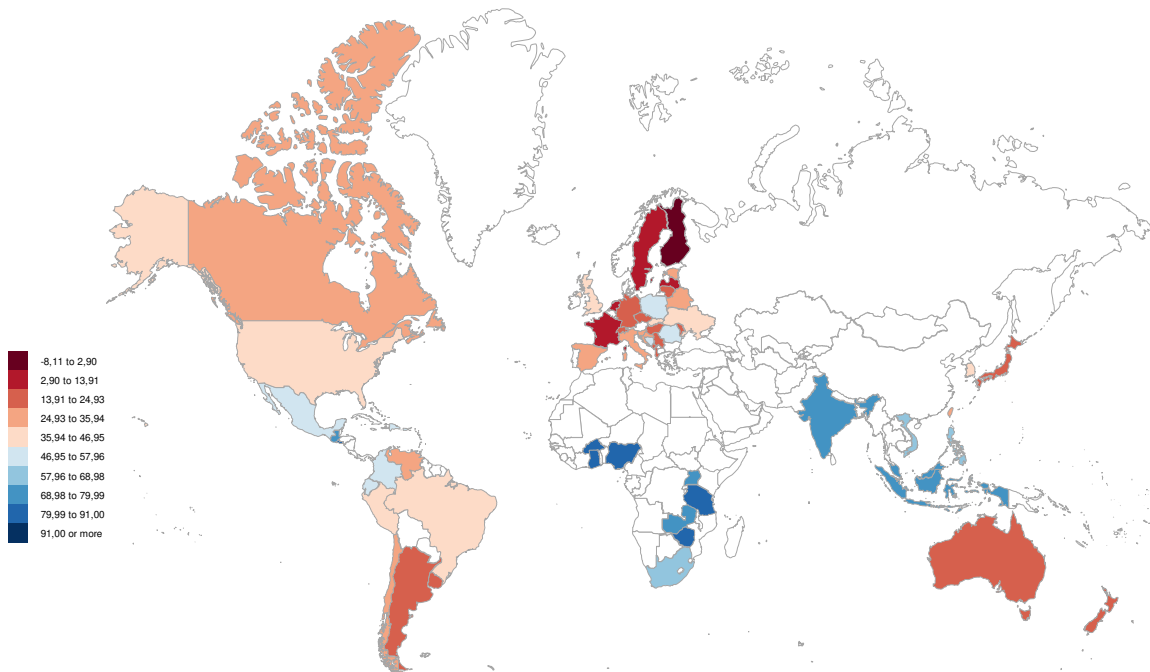 -8,11 to 2,90
2,90 to 13,91
13,91 to 24,93
24,93 to 35,94
35,94 to 46,95
46,95 to 57,96
57,96 to 68,98
68,98 to 79,99
79,99 to 91,00
91,00 or more